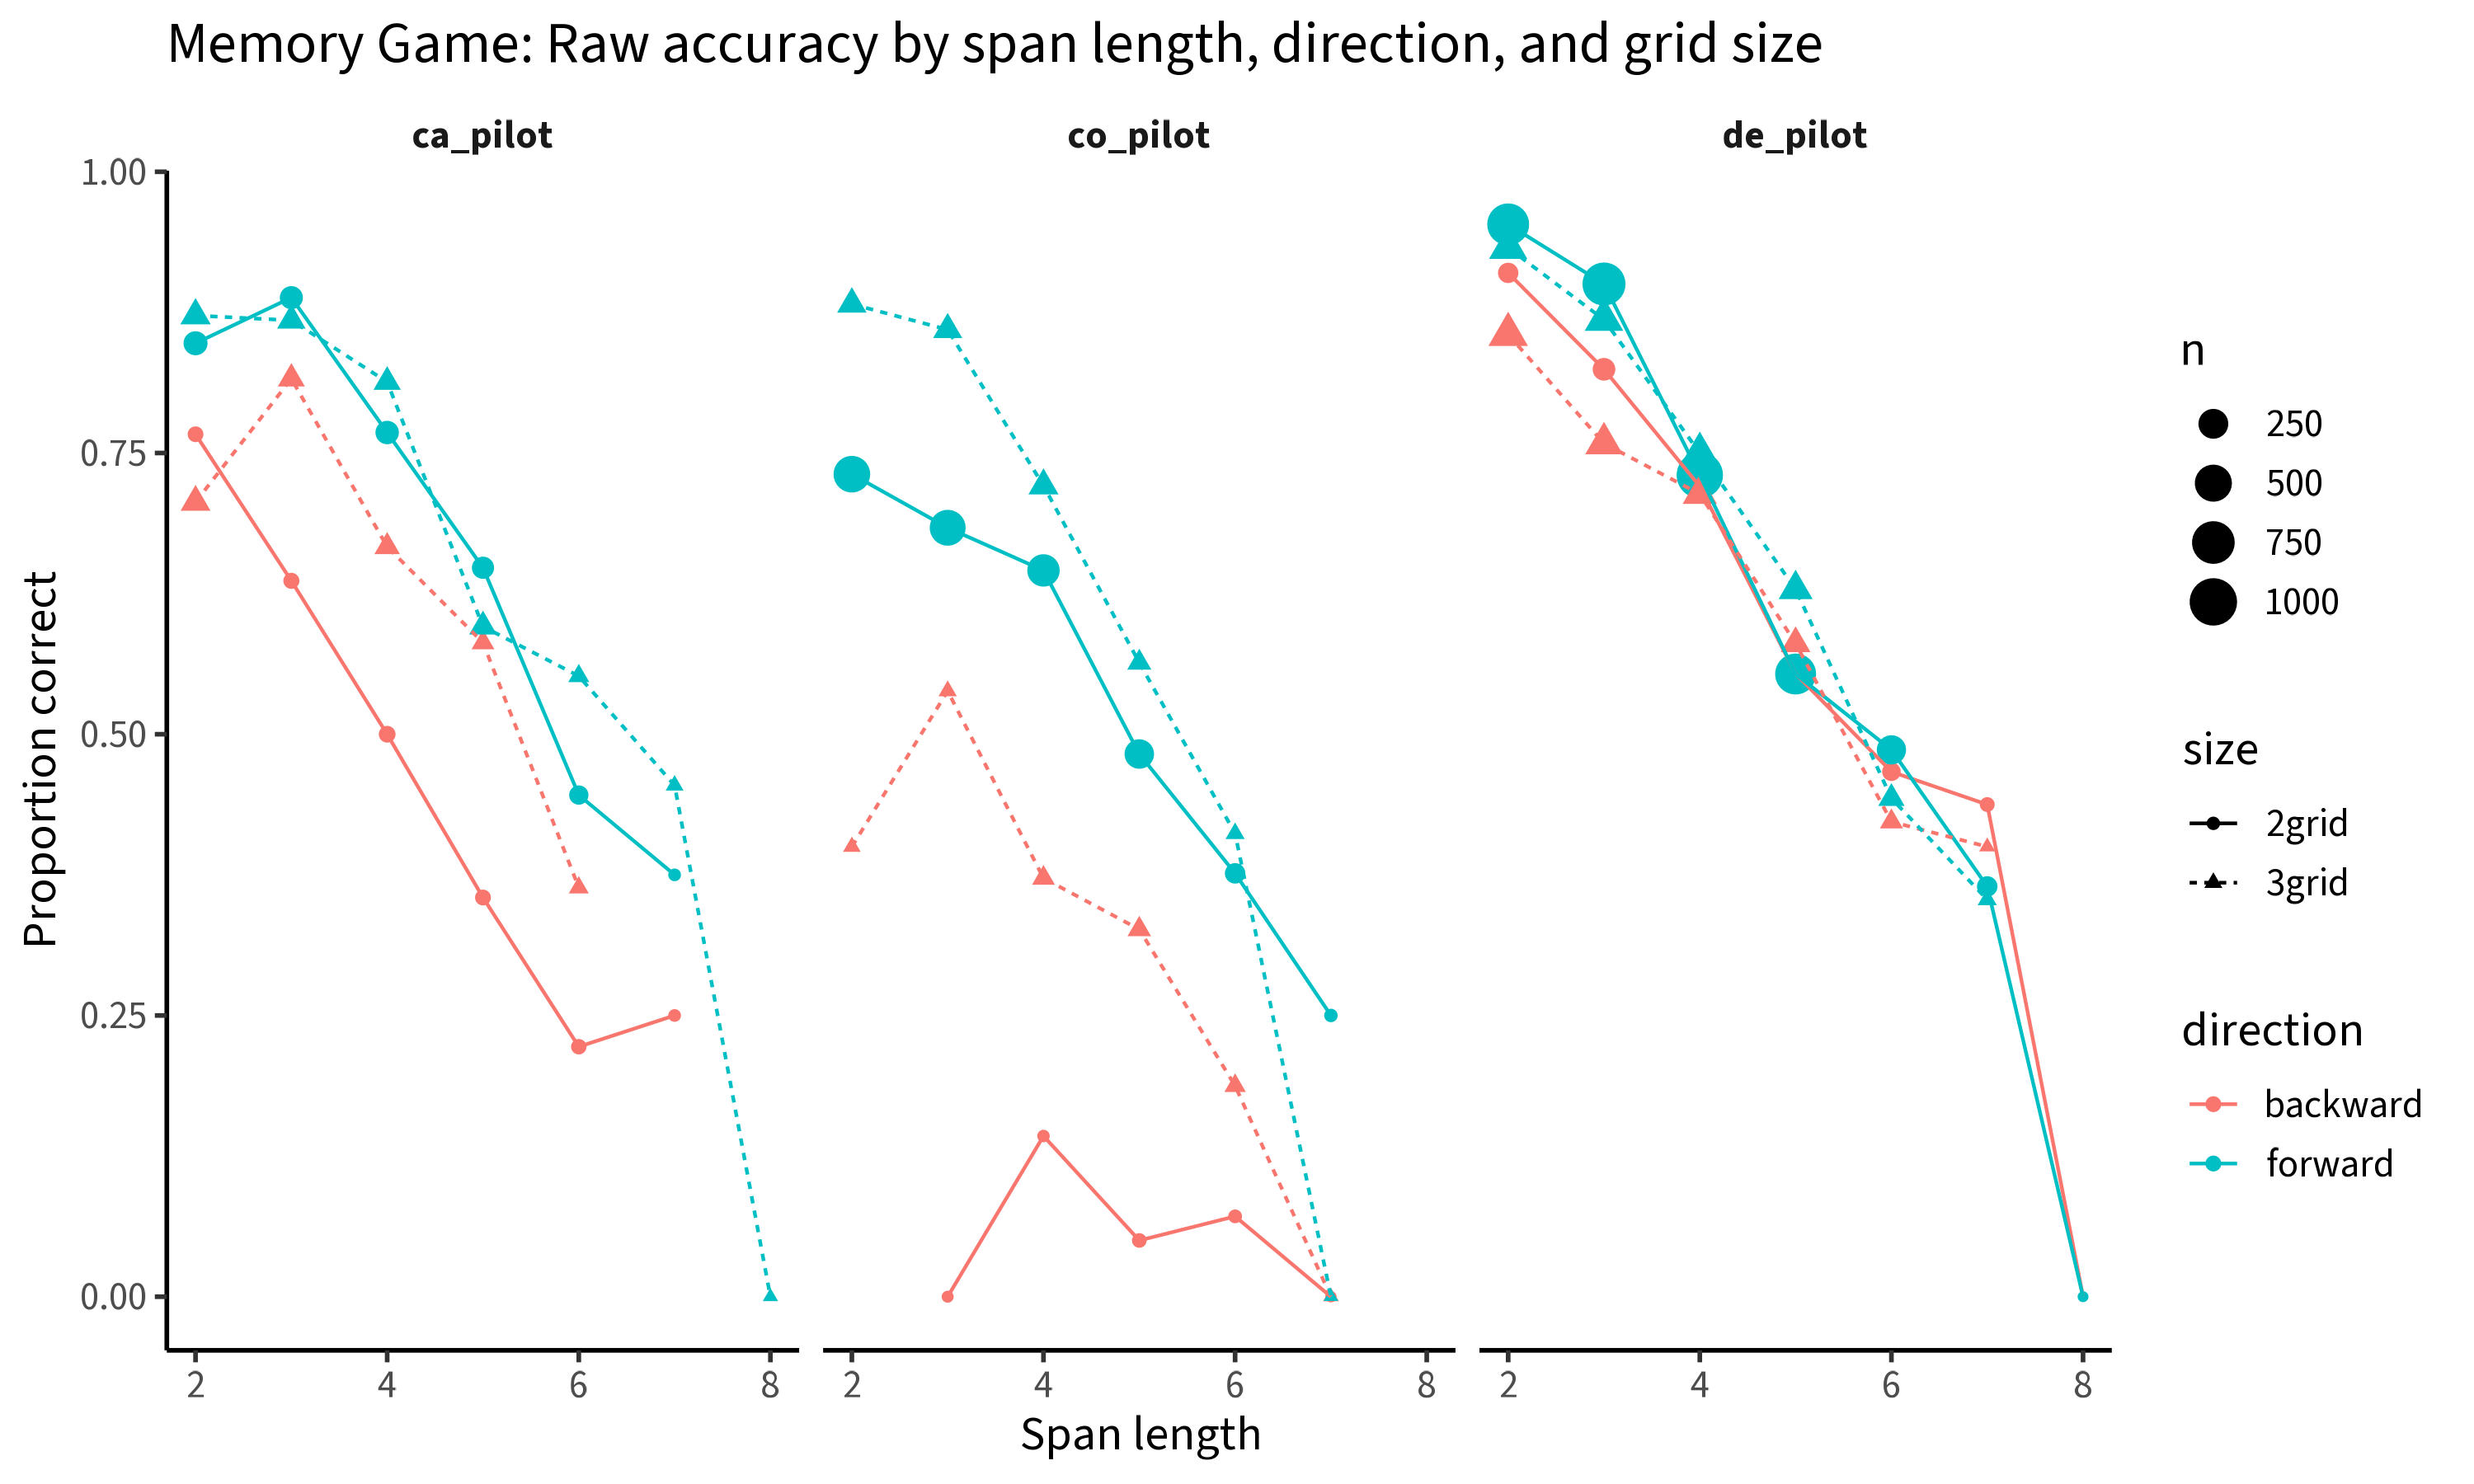 Memory Game: Raw accuracy by span length, direction, and grid size
ca_pilot
co_pilot
de_pilot
1.00
0.75
0.50
0.25
0.00
Proportion correct
2 4 6 8
2 4 6 8
2 4 6 8
Span length
n
250
500
750
1000
size
2grid
3grid
direction
backward
forward